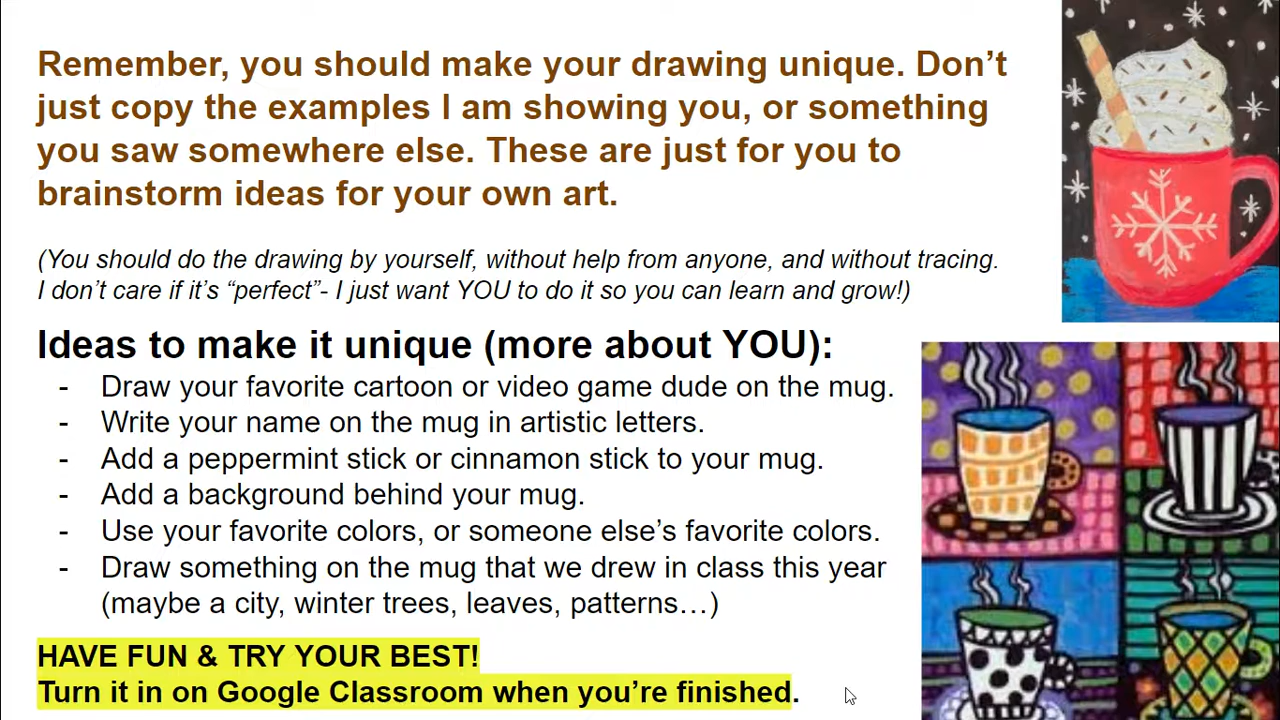 Remember, you should make your drawing unique. Don’t
just copy the examples I am showing you, or something
you saw somewhere else. These are just for you to
brainstorm ideas for your own art.
(You should do the drawing by yourself, without help from anyone, and without tracing.
I don’t care if it’s “perfect”- I just want YOU to do it so you can learn and grow!)
Ideas to make it unique (more about YOU):
- Draw your favorite cartoon or video game dude on the mug.
- Write your name on the mug in artistic letters.
- Add a peppermint stick or cinnamon stick to your mug.
- Add a background behind your mug.
- Use your favorite colors, or someone else’s favorite colors.
- Draw something on the mug that we drew in class this year
(maybe a city, winter trees, leaves, patterns…)
HAVE FUN & TRY YOUR BEST!
Turn it in on Google Classroom when you’re finished.